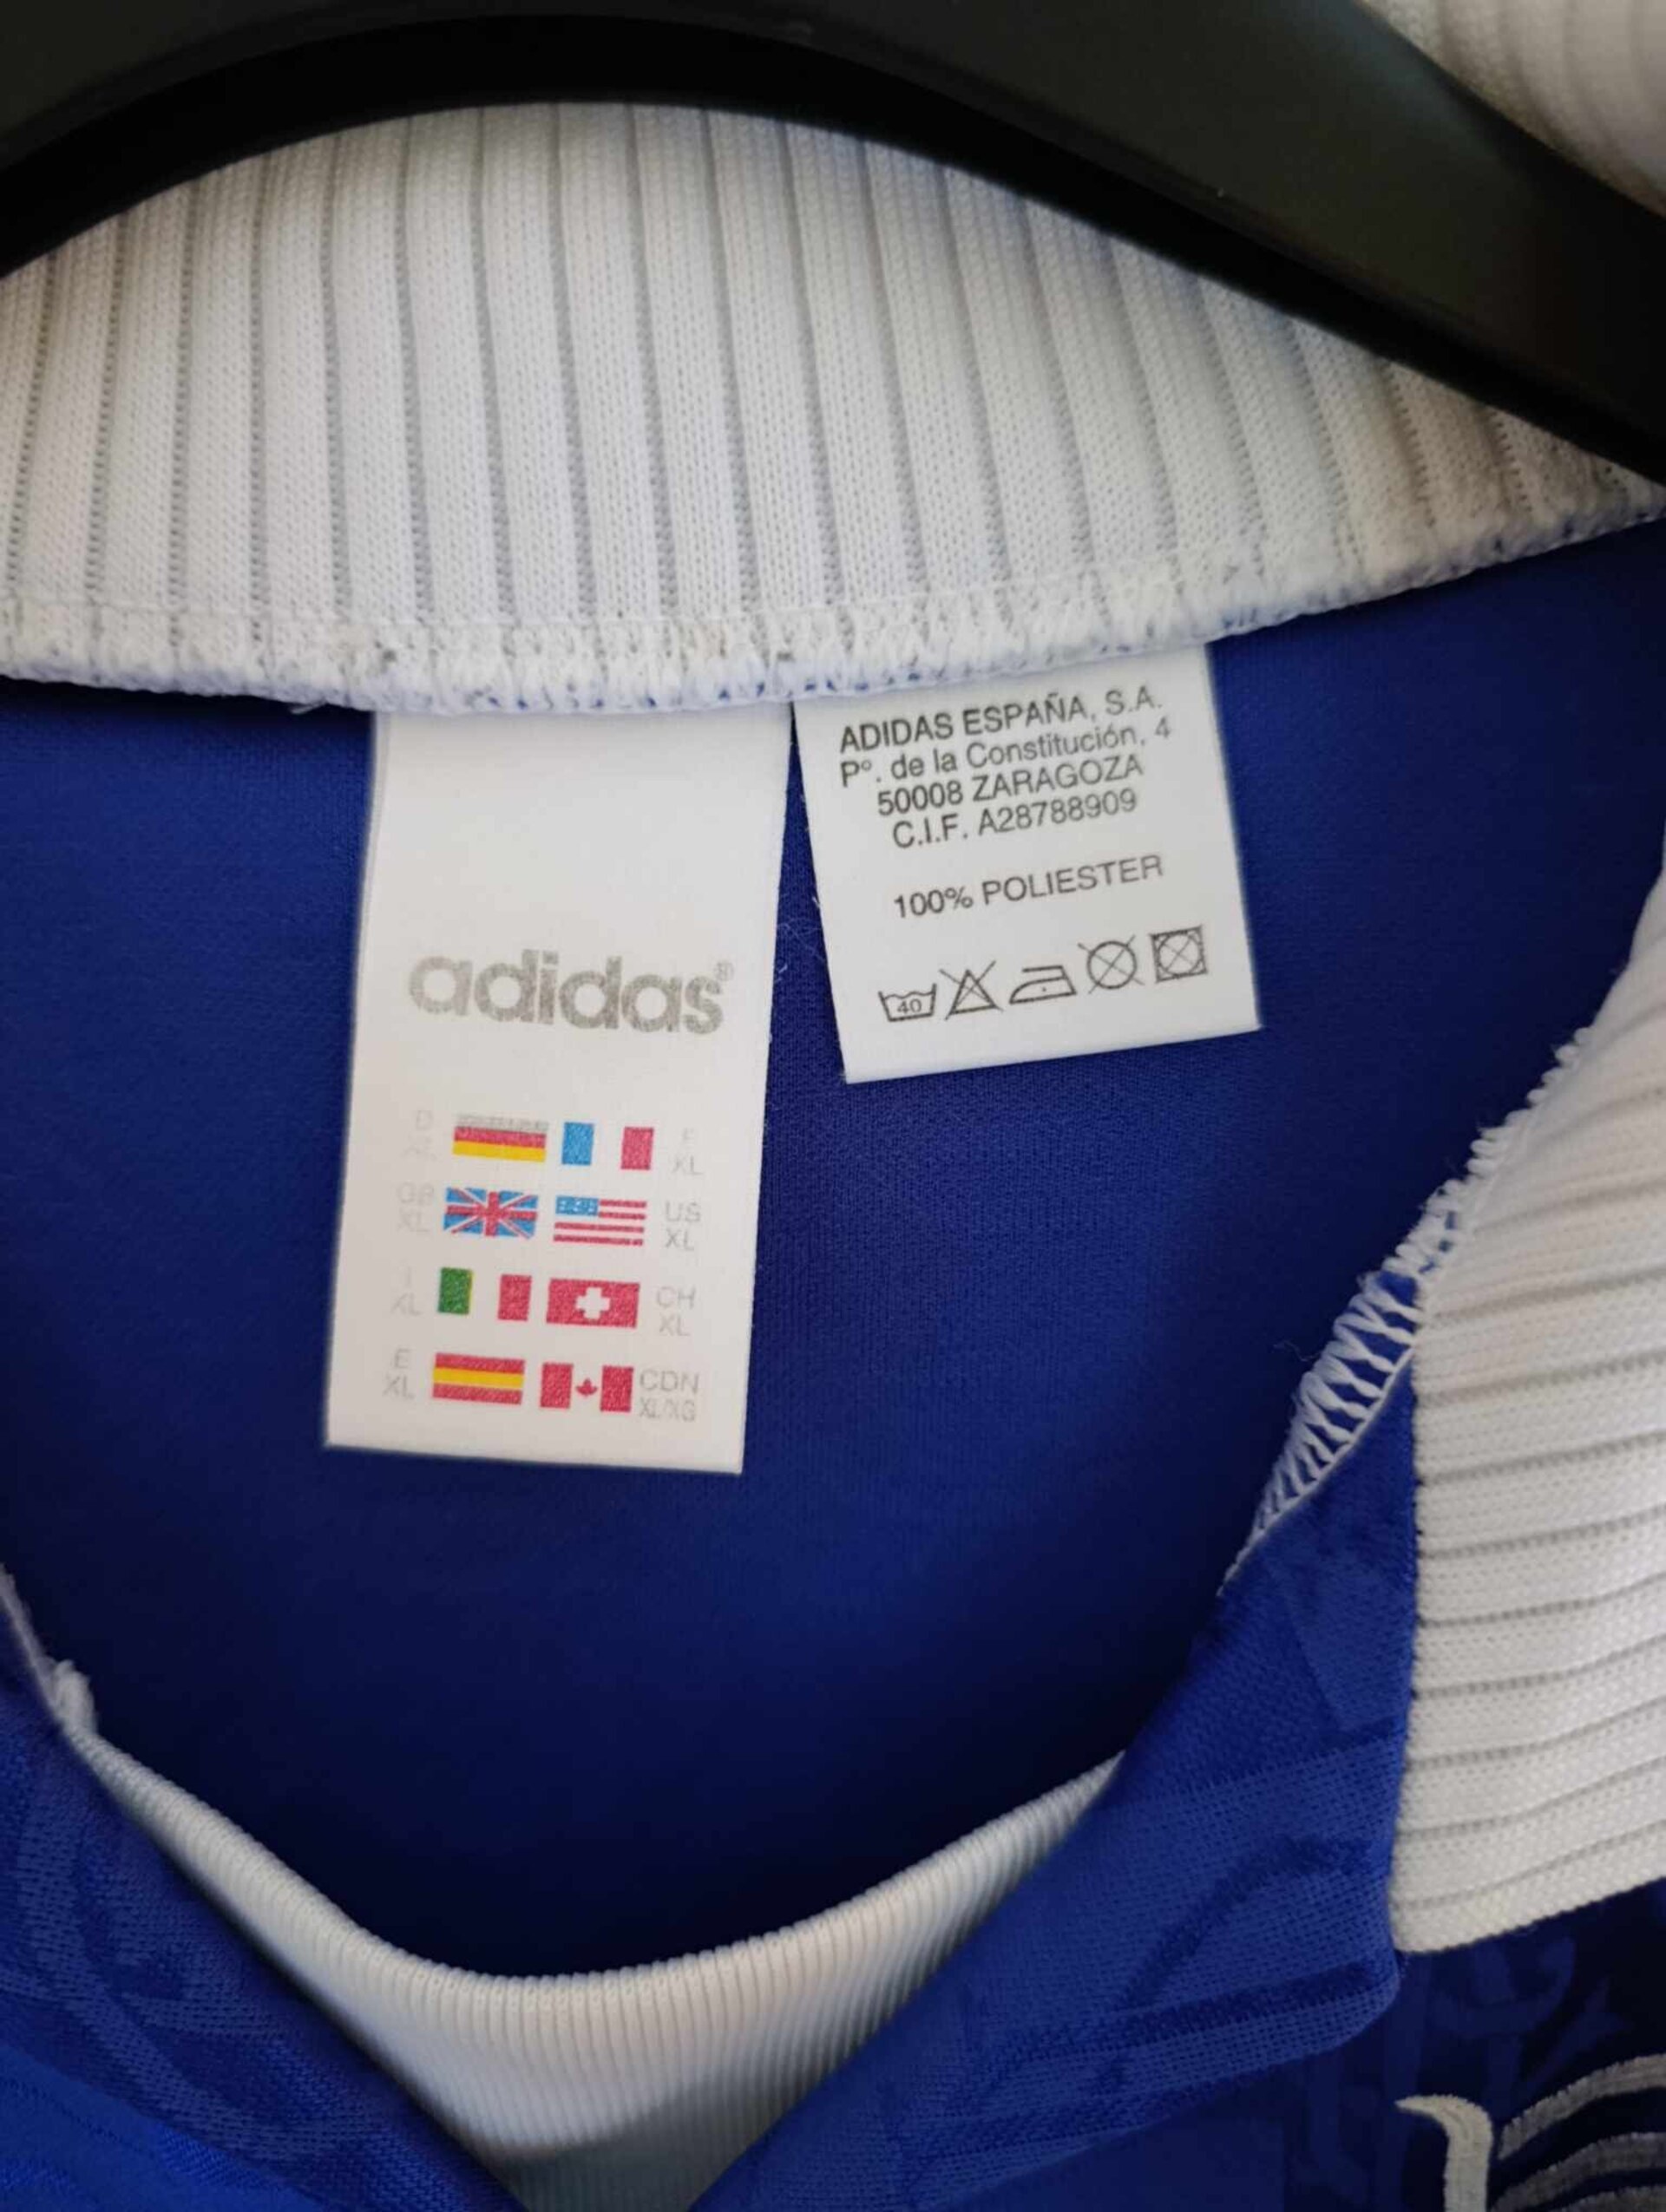 adidas®
D
XL
F
XL
GB
XL
US
XL
I
XL
CH
XL
E
XL
CDN
XL/XG
ADIDAS ESPAÑA, S.A.
Pº. de la Constitución, 4
50008 ZARAGOZA
C.I.F. A28788909
100% POLIESTER
40